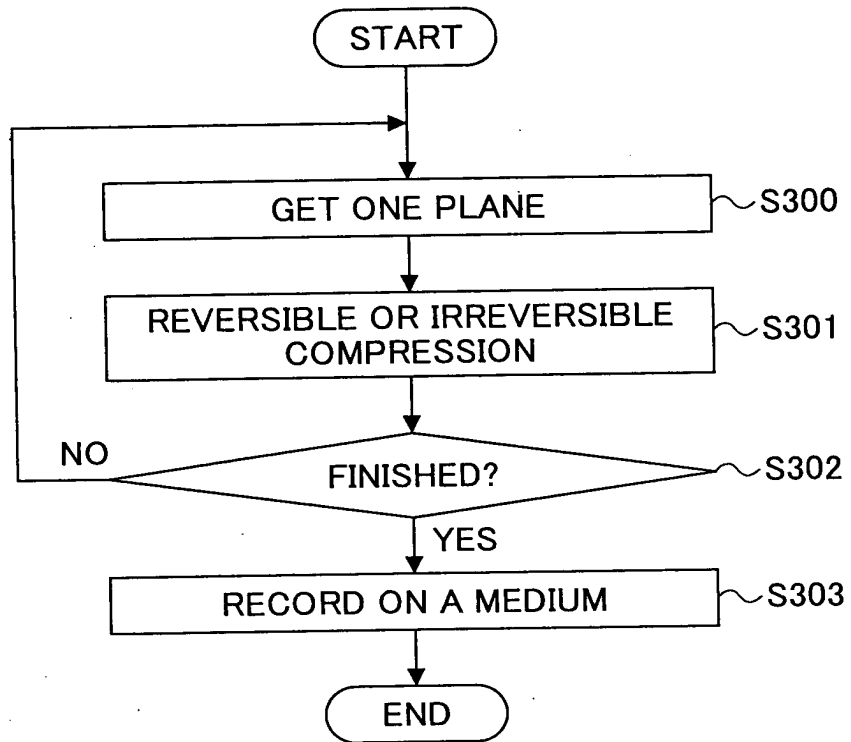 START
GET ONE PLANE
S300
REVERSIBLE OR IRREVERSIBLE
COMPRESSION
S301
NO
FINISHED?
S302
YES
RECORD ON A MEDIUM
S303
END